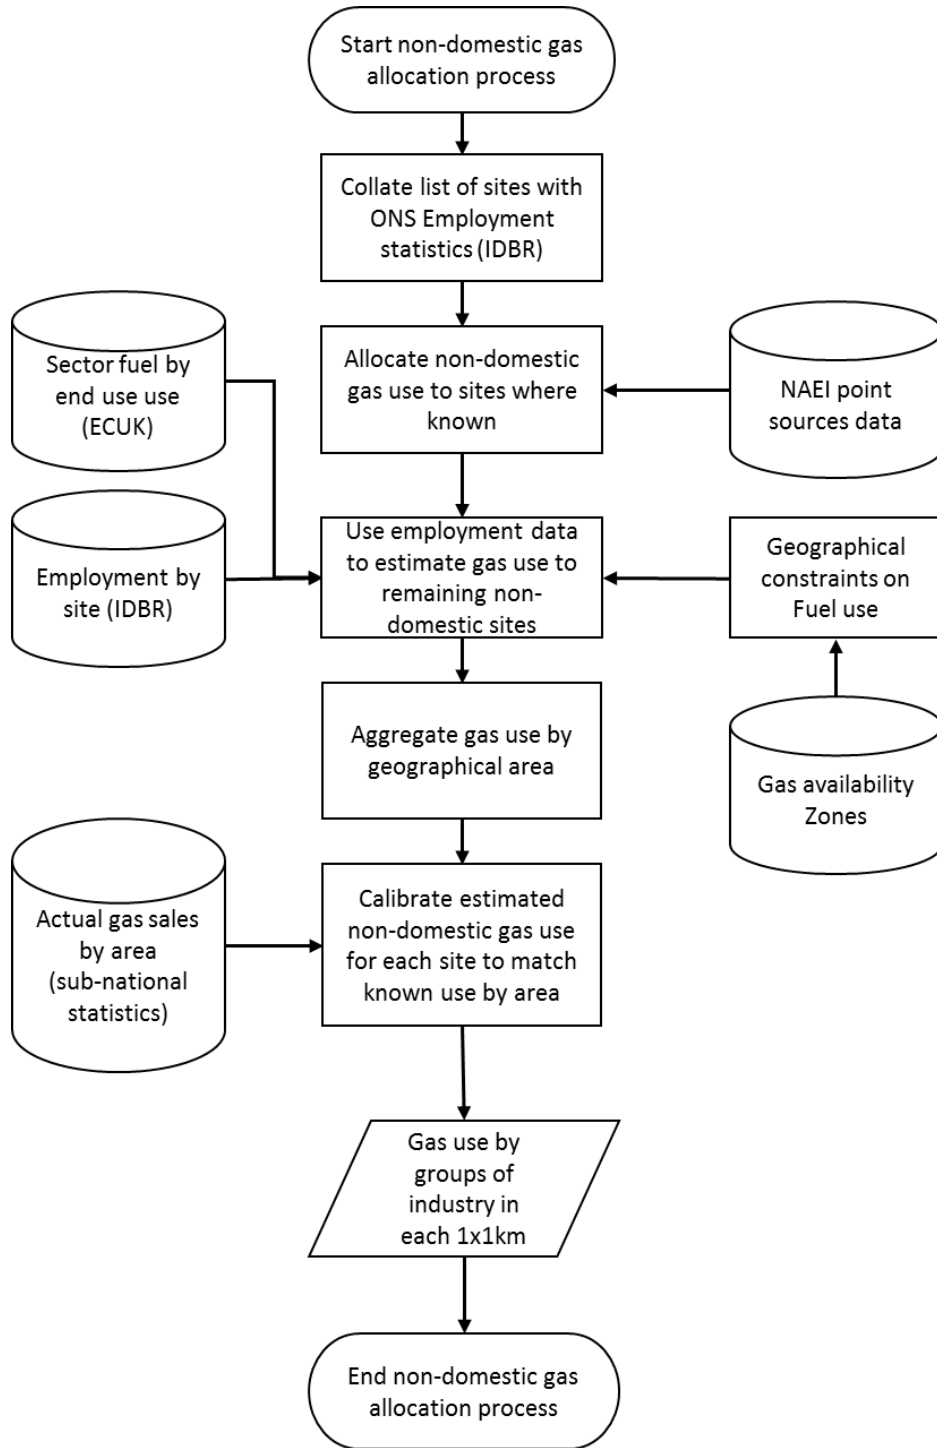 Start non-domestic gas
allocation process
Collate list of sites with
ONS Employment
statistics (IDBR)
Sector fuel by
end use use
(ECUK)
Allocate non-domestic
gas use to sites where
known
NAEI point
sources data
Employment by
site (IDBR)
Use employment data
to estimate gas use to
remaining non-
domestic sites
Geographical
constraints on
Fuel use
Aggregate gas use by
geographical area
Gas availability
Zones
Actual gas sales
by area
(sub-national
statistics)
Calibrate estimated
non-domestic gas use
for each site to match
known use by area
Gas use by
groups of
industry in
each 1x1km
End non-domestic gas
allocation process